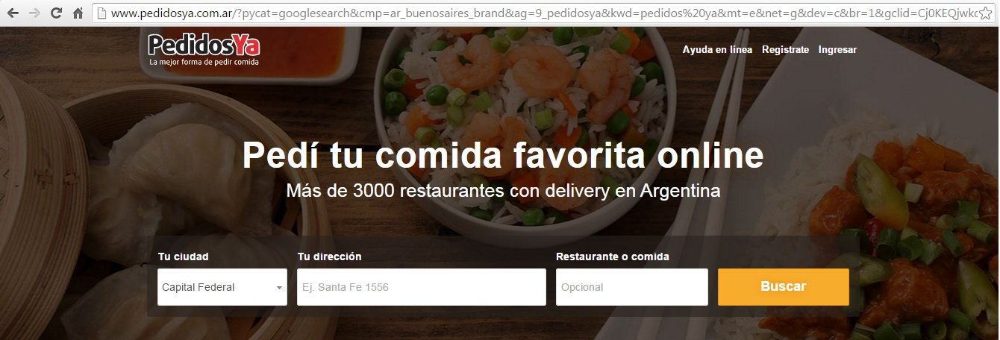 www.pedidosya.com.ar/?pycat=googlesearch&cmp=ar_buenosaires_brand&ag=9_pedidosya&kwd=pedidos%20ya&mt=e&net=g&dev=c&br=1&gclid=Cj0KEQjwkc
PedidosYa
La mejor forma de pedir comida
Ayuda en línea Registrate Ingresar
Pedí tu comida favorita online
Más de 3000 restaurantes con delivery en Argentina
Tu ciudad Tu dirección Restaurante o comida
Capital Federal Ej. Santa Fe 1556 Opcional Buscar